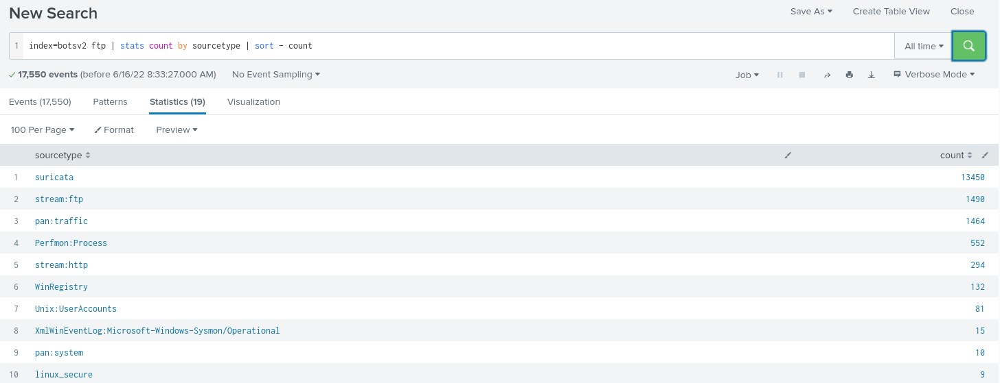 New Search
Save As Create Table View Close
1 index=botsv2 ftp | stats count by sourcetype | sort - count
All time
17,550 events (before 6/16/22 8:33:27.000 AM) No Event Sampling
Job Verbose Mode
Events (17,550) Patterns Statistics (19) Visualization
100 Per Page Format Preview
sourcetype count
1 suricata 13450
2 stream:ftp 1490
3 pan:traffic 1464
4 Perfmon:Process 552
5 stream:http 294
6 WinRegistry 132
7 Unix:UserAccounts 81
8 XmlWinEventLog:Microsoft-Windows-Sysmon/Operational 15
9 pan:system 10
10 linux_secure 9